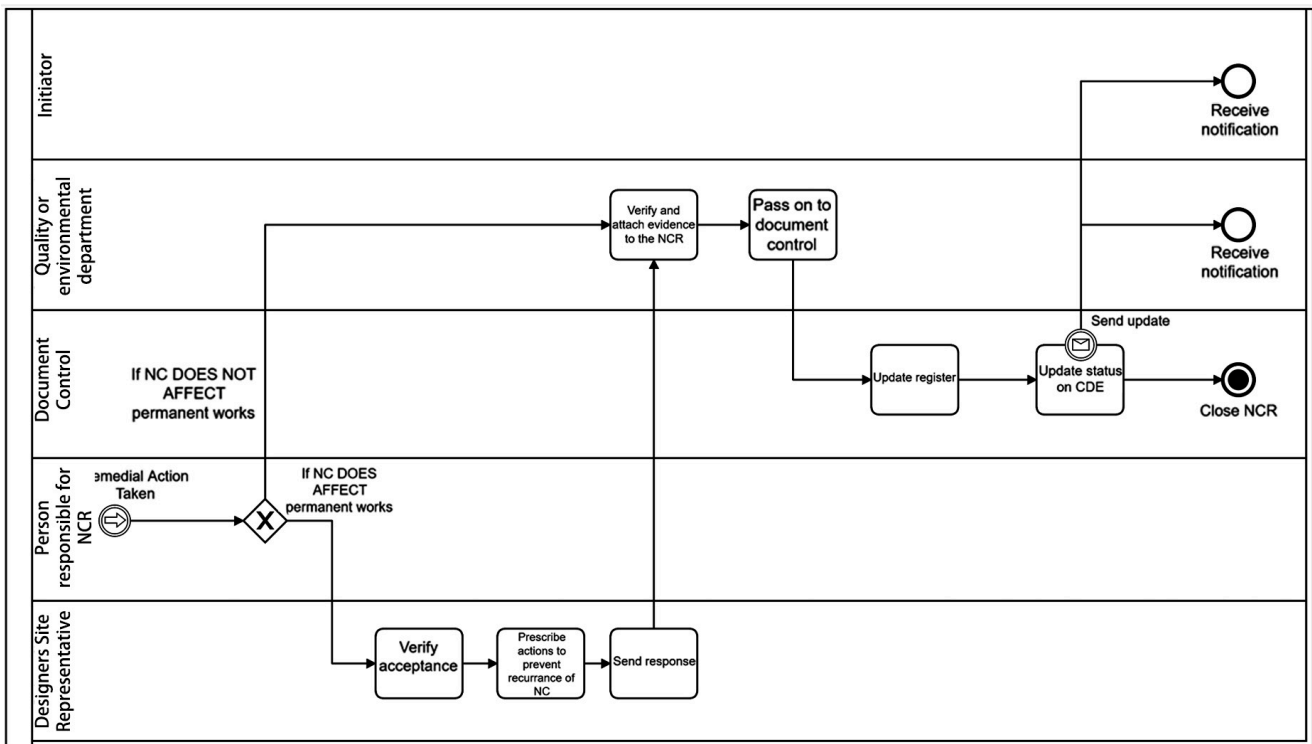 Initiator
Receive
notification
Quality or
environmental
department
Verify and
attach evidence
to the NCR
Pass on to
document
control
Receive
notification
Document
Control
If NC DOES NOT
AFFECT
permanent works
Update register
Send update
Update status
on CDE
Close NCR
Person
responsible for
NCR
emedial Action
Taken
X
If NC DOES
AFFECT
permanent works
Designers Site
Representative
Verify
acceptance
Prescribe
actions to
prevent
recurrance of
NC
Send response